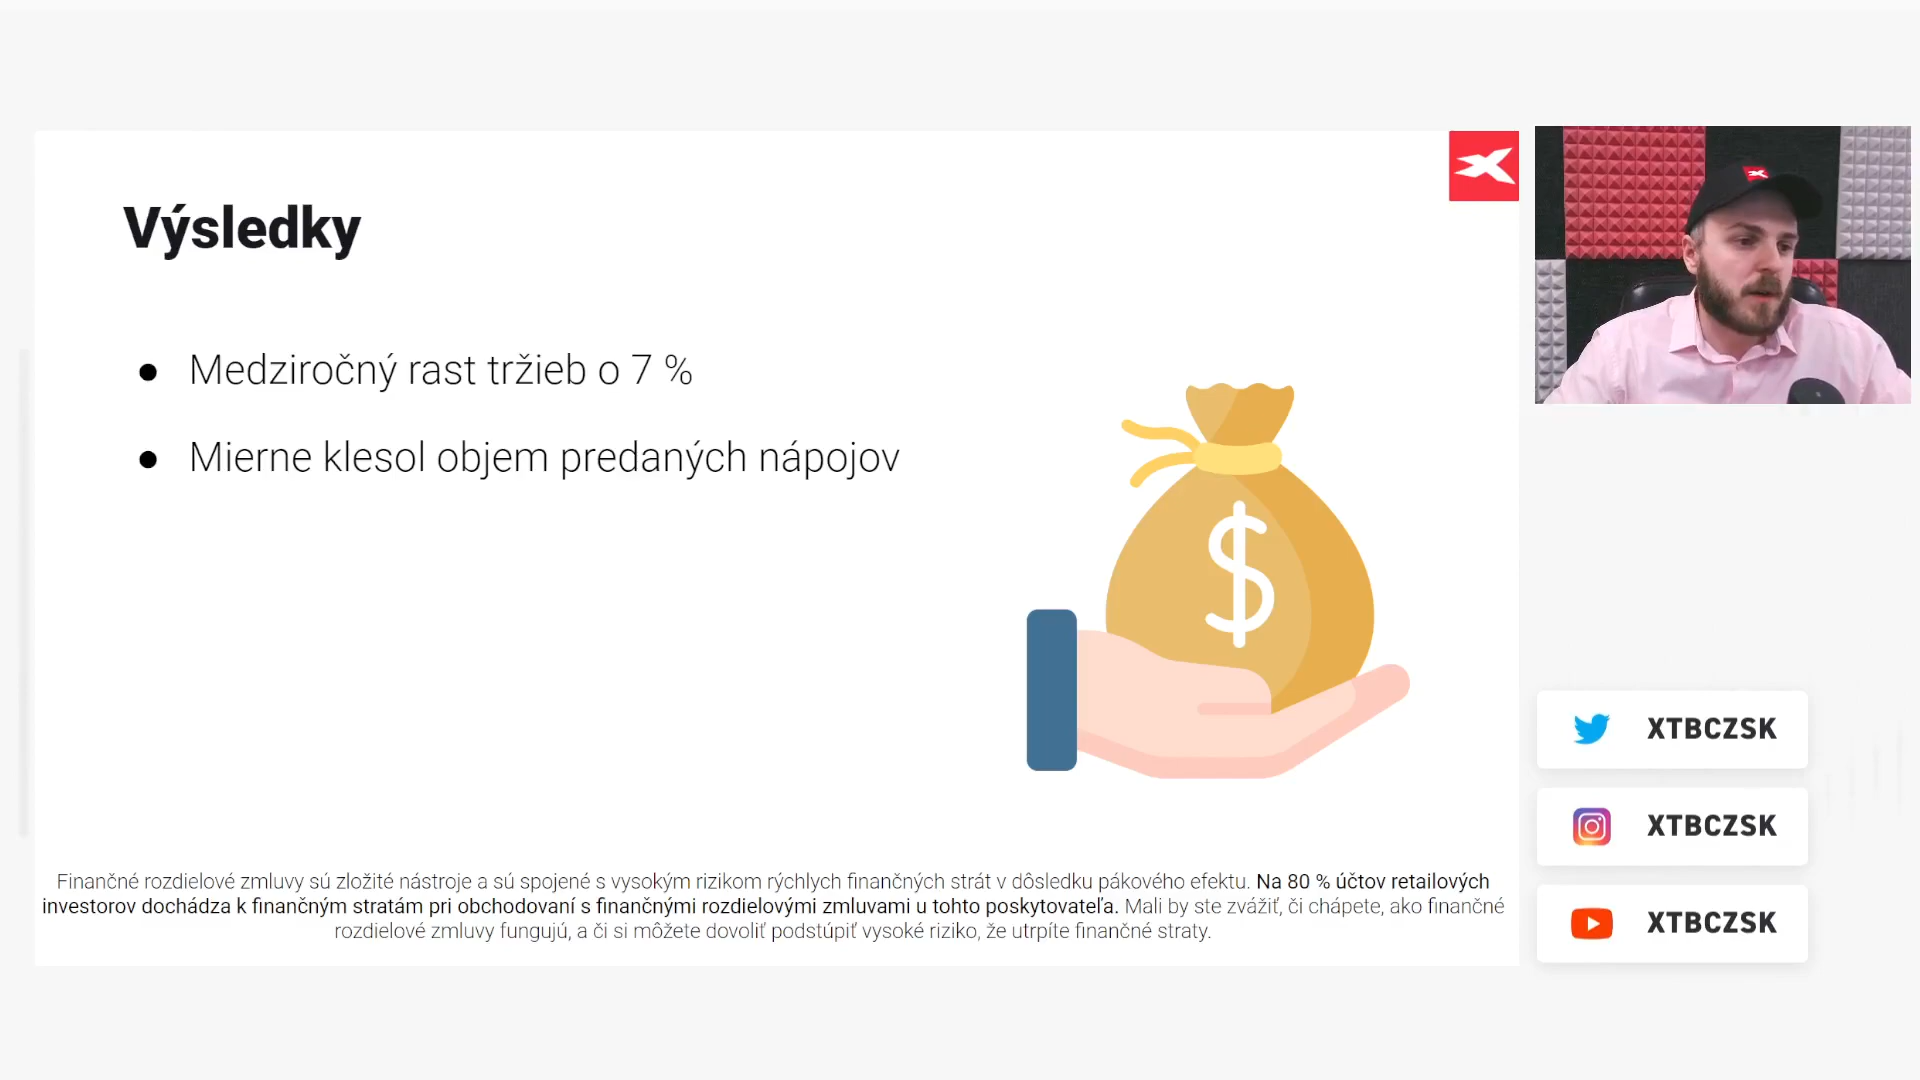 Výsledky
● Medziročný rast tržieb o 7 %
● Mierne klesol objem predaných nápojov
$
Finančné rozdielové zmluvy sú zložité nástroje a sú spojené s vysokým rizikom rýchlych finančných strát v dôsledku pákového efektu. Na 80 % účtov retailových
investorov dochádza k finančným stratám pri obchodovaní s finančnými rozdielovými zmluvami u tohto poskytovateľa. Mali by ste zvážiť, či chápete, ako finančné
rozdielové zmluvy fungujú, a či si môžete dovoliť podstúpiť vysoké riziko, že utrpíte finančné straty.
XTBCZSK
XTBCZSK
XTBCZSK